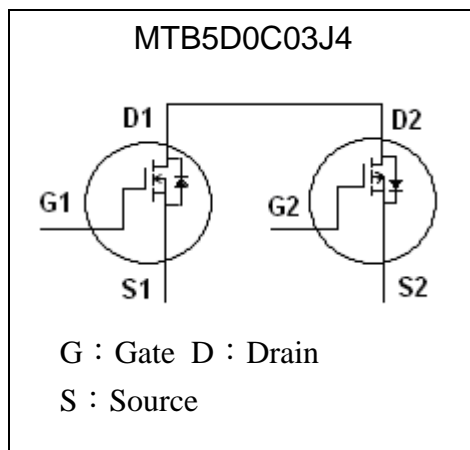 MTB5D0C03J4
D1 D2
G1 G2
S1 S2
G：Gate D：Drain
S：Source